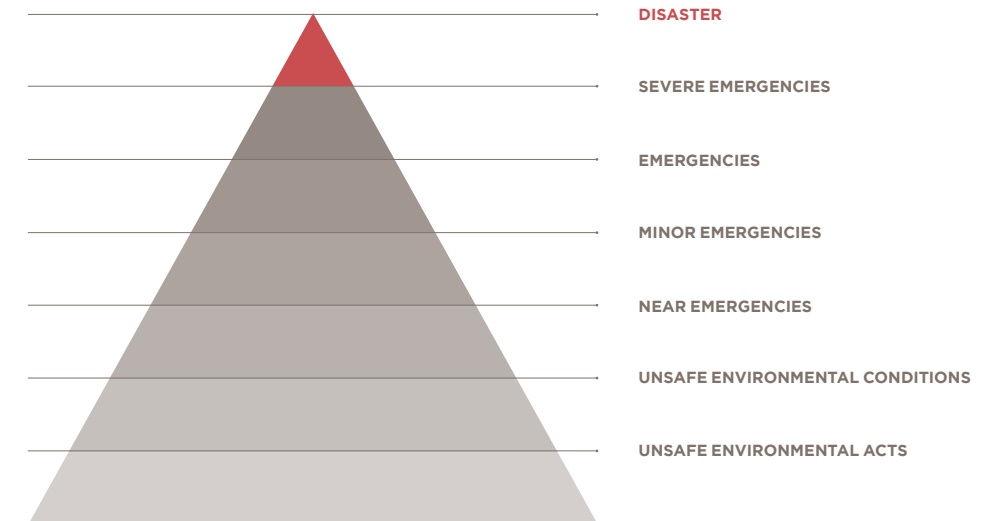 DISASTER
SEVERE EMERGENCIES
EMERGENCIES
MINOR EMERGENCIES
NEAR EMERGENCIES
UNSAFE ENVIRONMENTAL CONDITIONS
UNSAFE ENVIRONMENTAL ACTS